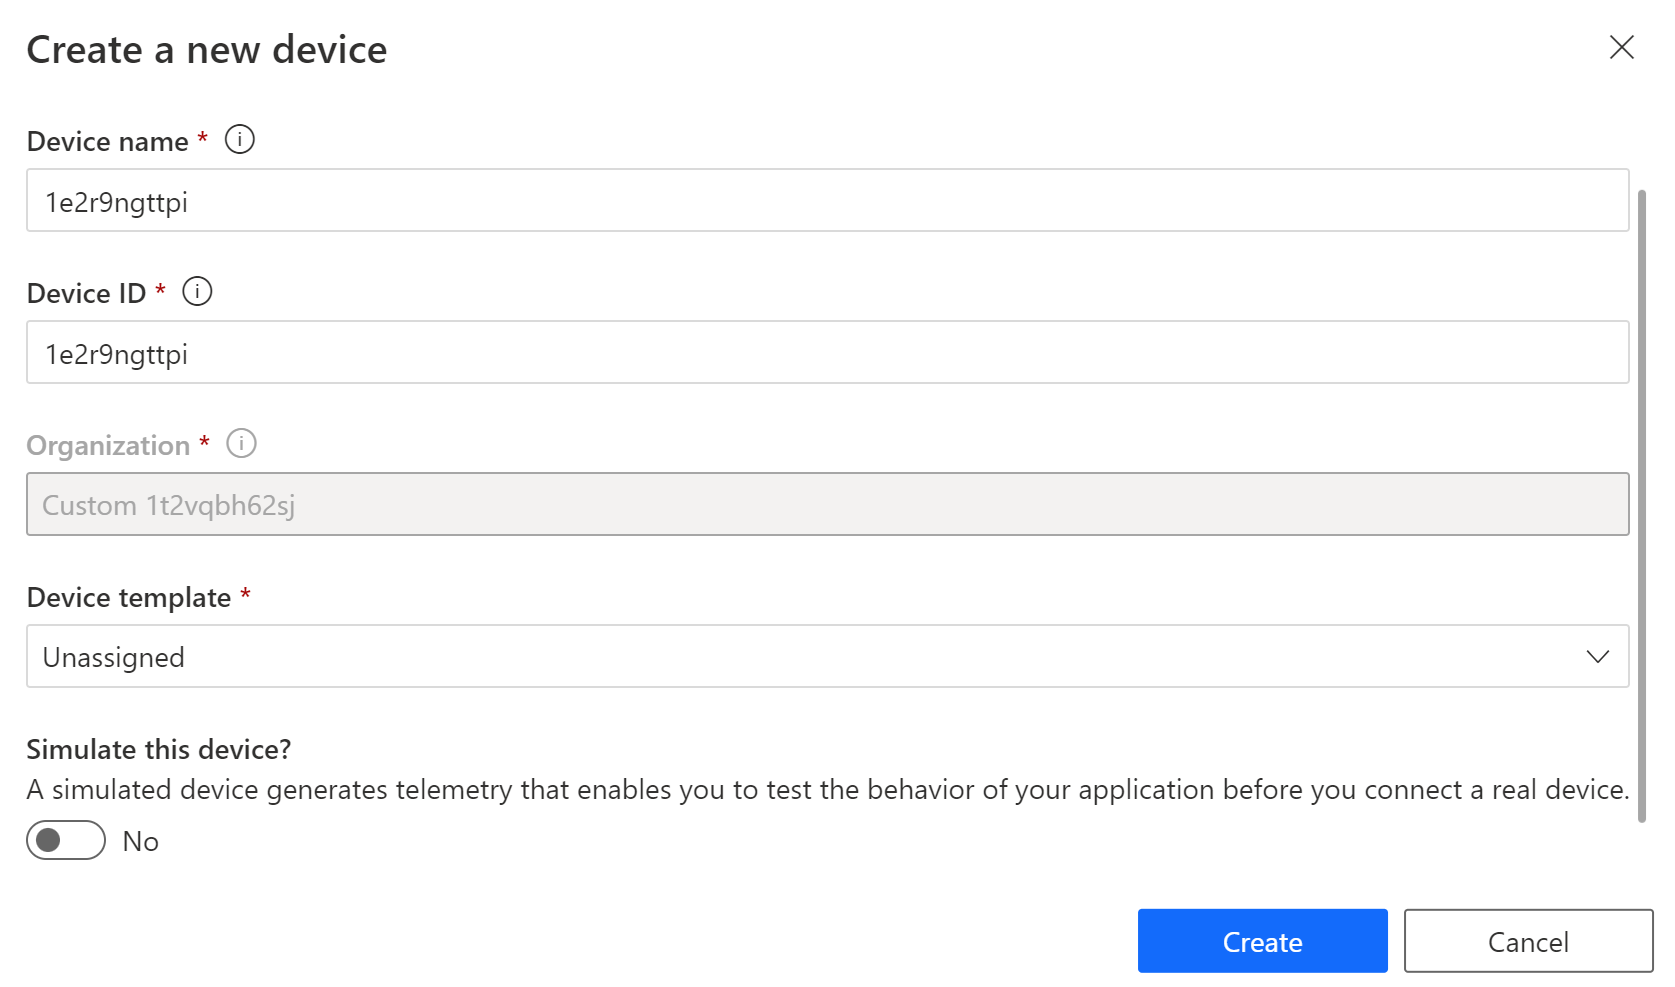 Create a new device
Device name *
1e2r9ngttpi
Device ID *
1e2r9ngttpi
Organization *
Custom 1t2vqbh62sj
Device template *
Unassigned
Simulate this device?
A simulated device generates telemetry that enables you to test the behavior of your application before you connect a real device.
No
Create Cancel